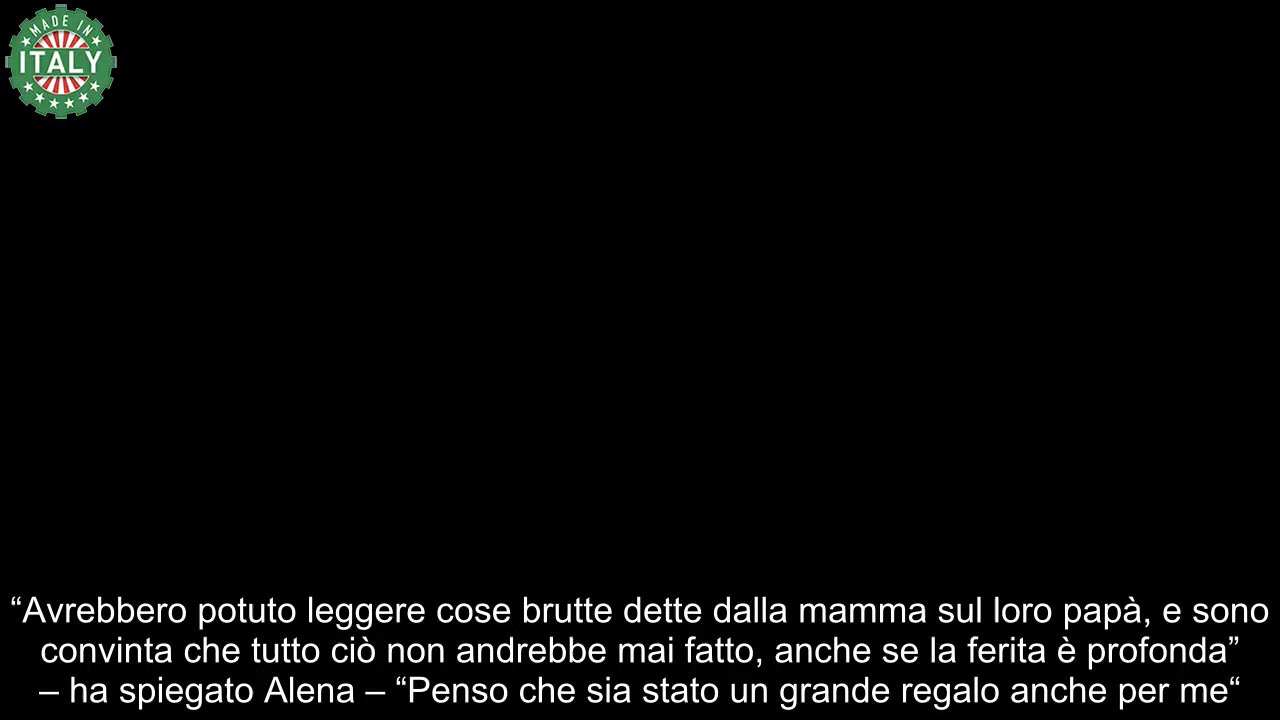 MADE IN
ITALY
“Avrebbero potuto leggere cose brutte dette dalla mamma sul loro papà, e sono
convinta che tutto ciò non andrebbe mai fatto, anche se la ferita è profonda”
– ha spiegato Alena – “Penso che sia stato un grande regalo anche per me“